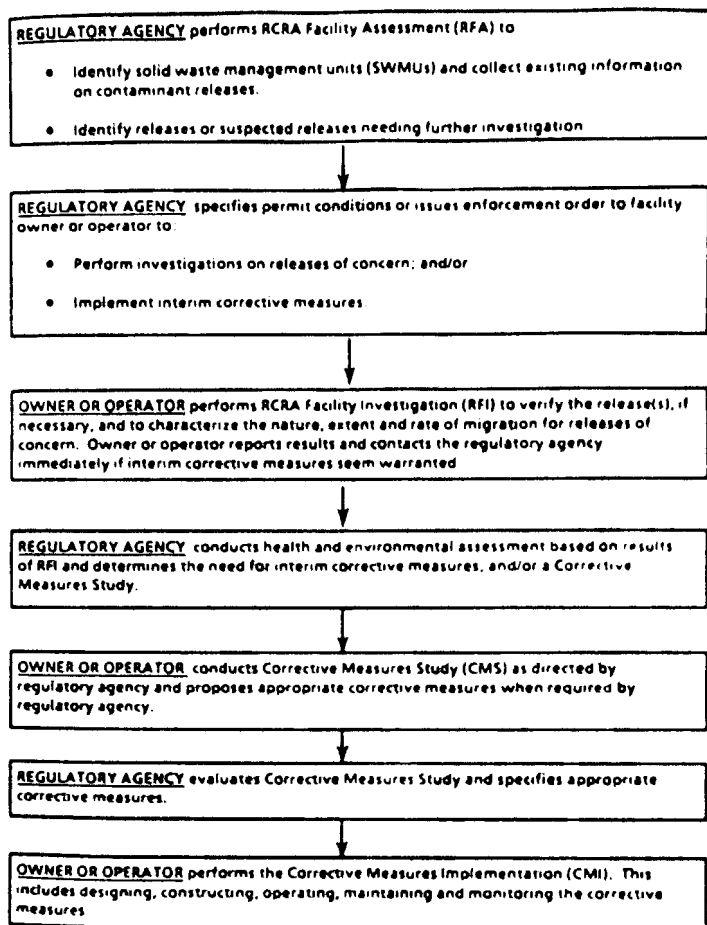 REGULATORY AGENCY performs RCRA Facility Assessment (RFA) to
• Identify solid waste management units (SWMUs) and collect existing information
on contaminant releases.
• Identify releases or suspected releases needing further investigation
REGULATORY AGENCY specifies permit conditions or issues enforcement order to facility
owner or operator to:
• Perform investigations on releases of concern; and/or
• Implement interim corrective measures.
OWNER OR OPERATOR performs RCRA Facility Investigation (RFI) to verify the release(s), if
necessary, and to characterize the nature, extent and rate of migration for releases of
concern. Owner or operator reports results and contacts the regulatory agency
immediately if interim corrective measures seem warranted
REGULATORY AGENCY conducts health and environmental assessment based on results
of RFI and determines the need for interim corrective measures, and/or a Corrective
Measures Study.
OWNER OR OPERATOR conducts Corrective Measures Study (CMS) as directed by
regulatory agency and proposes appropriate corrective measures when required by
regulatory agency.
REGULATORY AGENCY evaluates Corrective Measures Study and specifies appropriate
corrective measures.
OWNER OR OPERATOR performs the Corrective Measures Implementation (CMI). This
includes designing, constructing, operating, maintaining and monitoring the corrective
measures